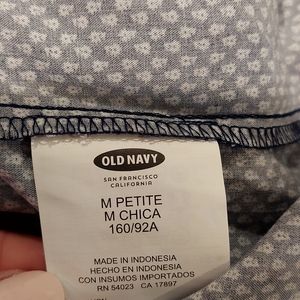 OLD NAVY
SAN FRANCISCO
CALIFORNIA
M PETITE
M CHICA
160/92A
MADE IN INDONESIA
HECHO EN INDONESIA
CON INSUMOS IMPORTADOS
RN 54023 CA 17897